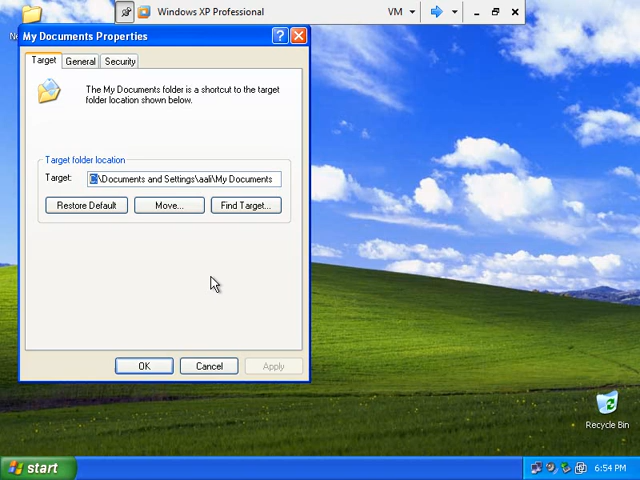 Windows XP Professional
VM
Ne
My Documents Properties
Target
General
Security
The My Documents folder is a shortcut to the target
folder location shown below.
Target folder location
Target:
C:\Documents and Settings\aali\My Documents
Restore Default
Move...
Find Target...
OK
Cancel
Apply
Recycle Bin
start
6:54 PM